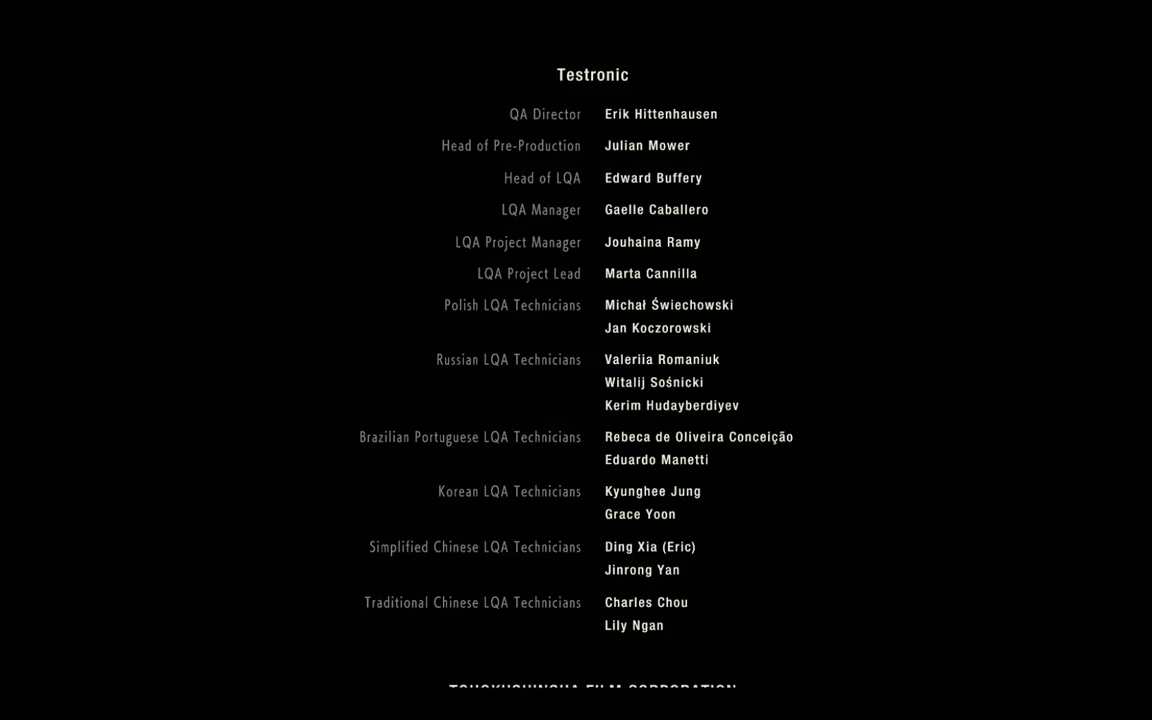 Testronic
QA Director Erik Hittenhausen
Head of Pre-Production Julian Mower
Head of LQA Edward Buffery
LQA Manager Gaelle Caballero
LQA Project Manager Jouhaina Ramy
LQA Project Lead Marta Cannilla
Polish LQA Technicians Michał Świechowski
Jan Koczorowski
Russian LQA Technicians Valeriia Romaniuk
Witalij Sośnicki
Kerim Hudayberdiyev
Brazilian Portuguese LQA Technicians Rebeca de Oliveira Conceição
Eduardo Manetti
Korean LQA Technicians Kyunghee Jung
Grace Yoon
Simplified Chinese LQA Technicians Ding Xia (Eric)
Jinrong Yan
Traditional Chinese LQA Technicians Charles Chou
Lily Ngan
FILM CORPORATION